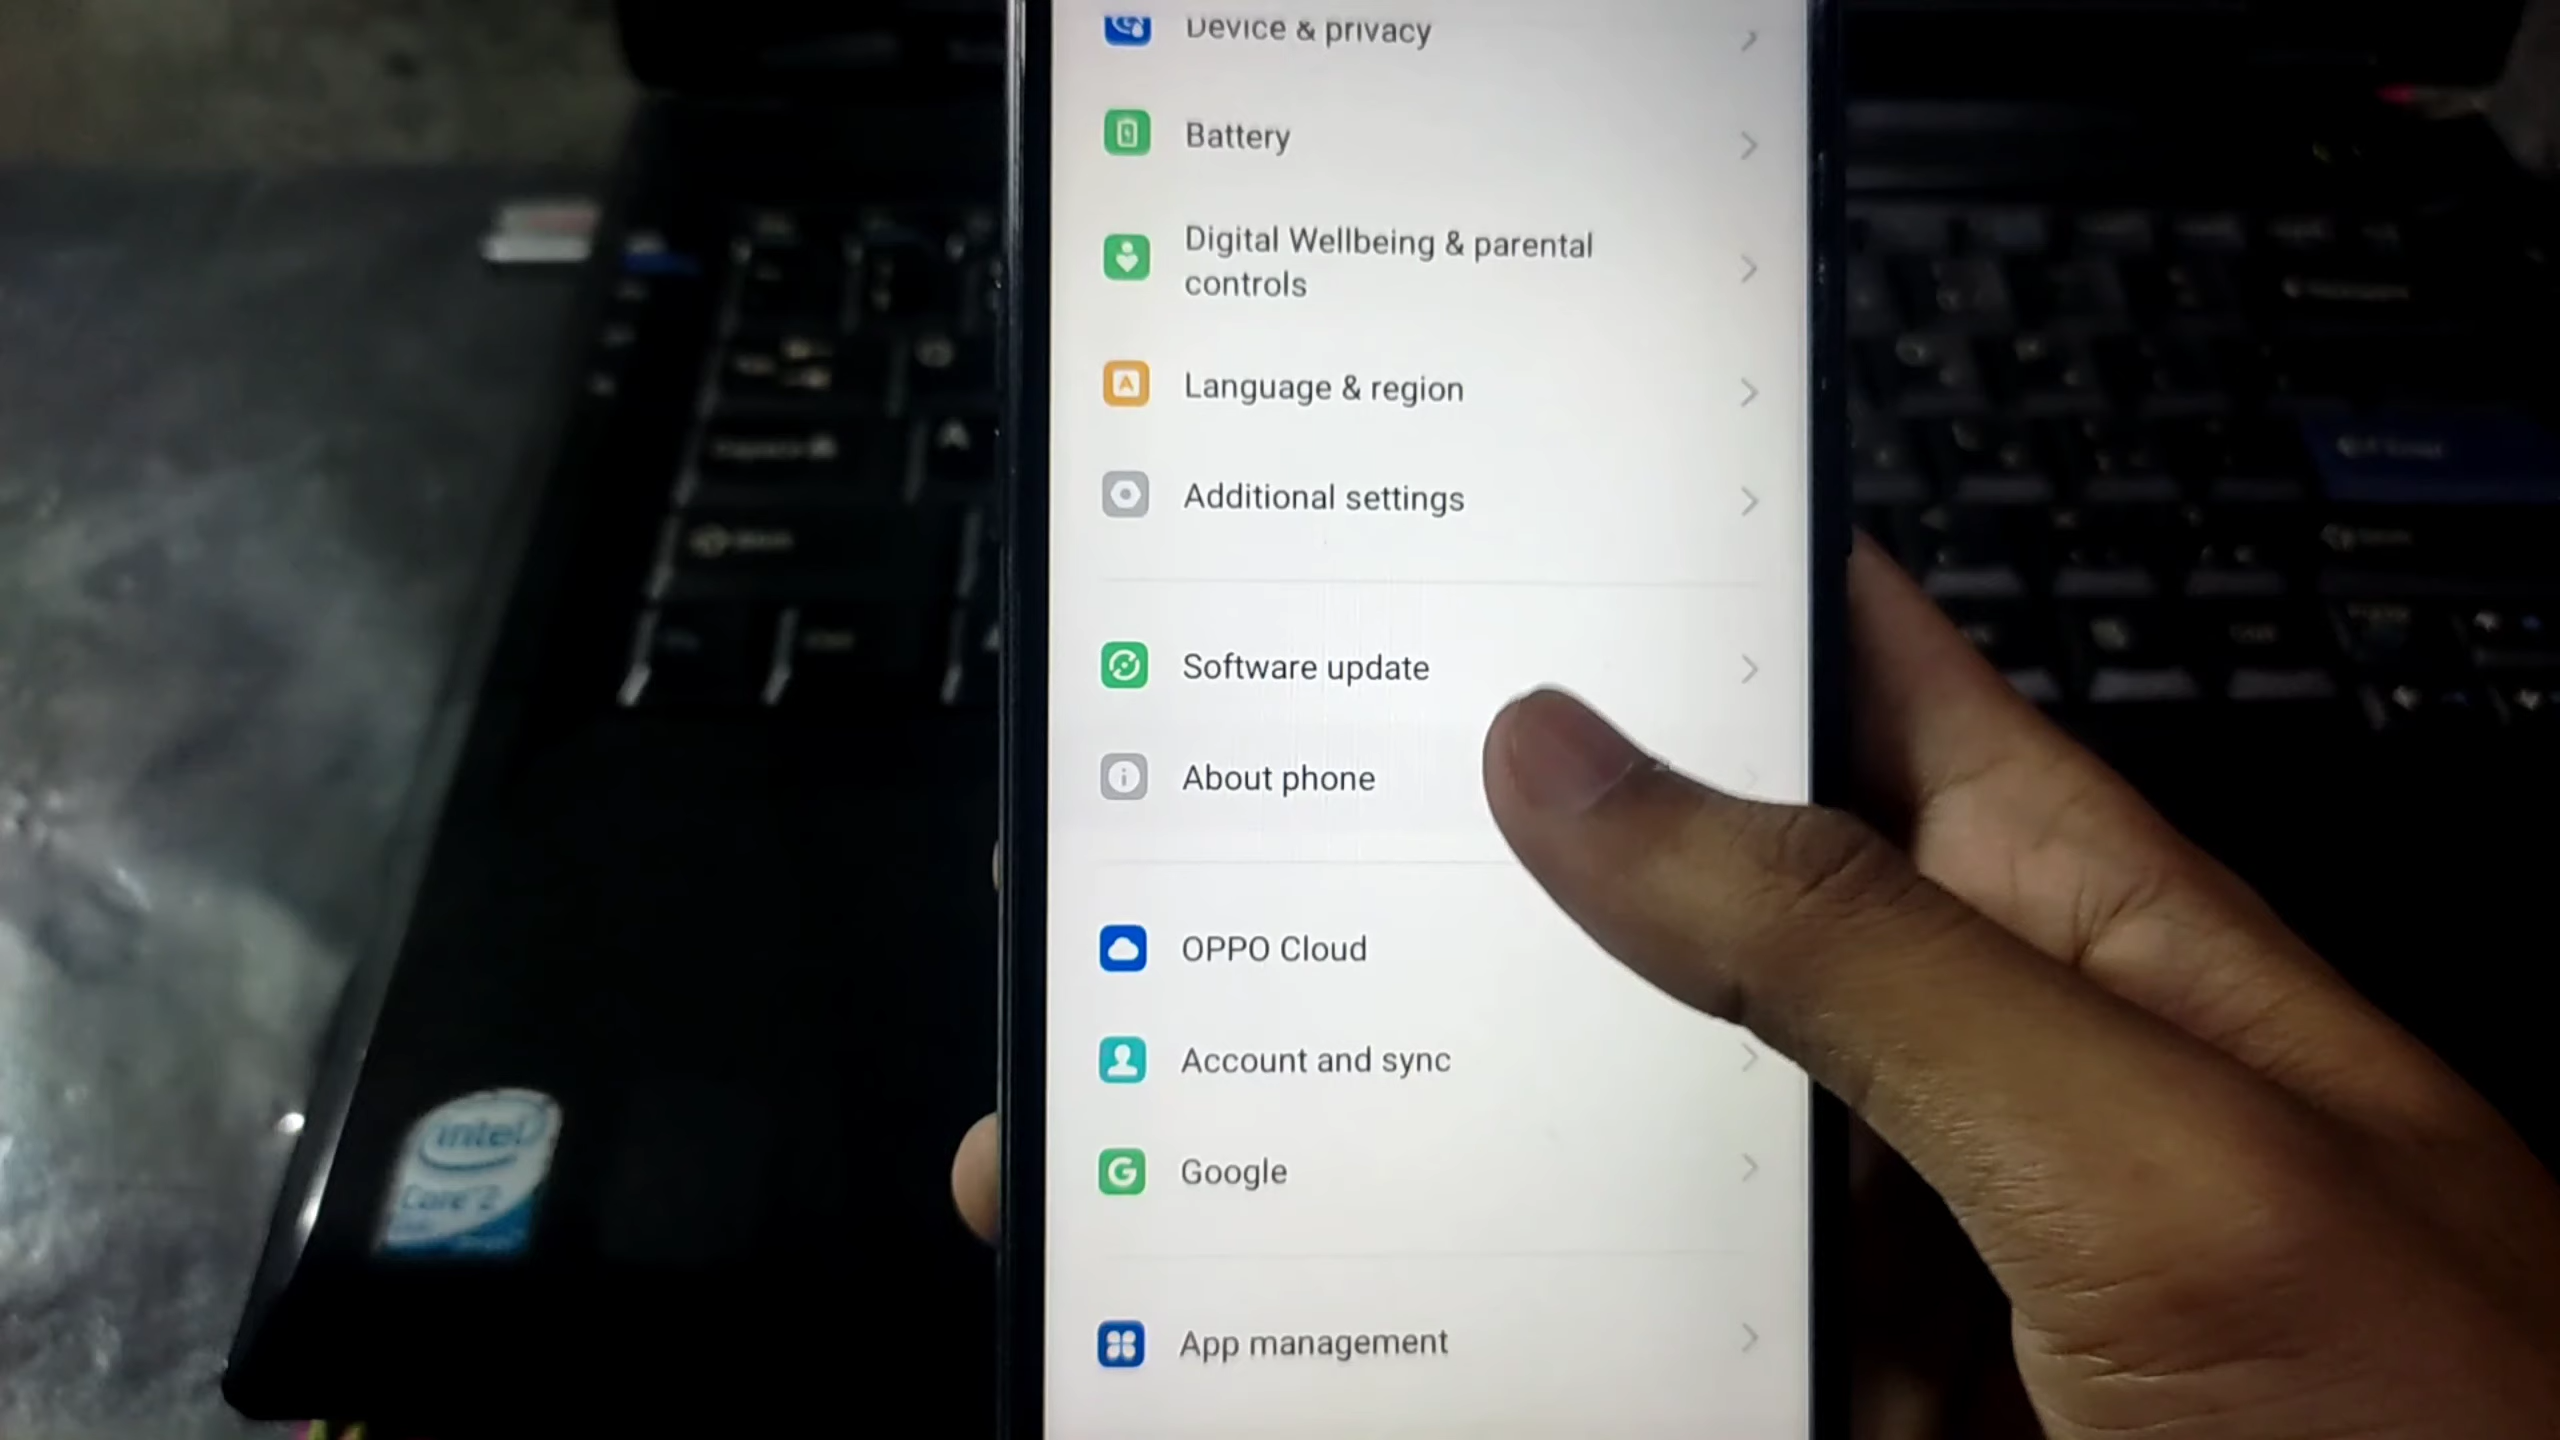 Device & privacy
Battery
Digital Wellbeing & parental
controls
Language & region
Additional settings
Software update
About phone
OPPO Cloud
Account and sync
Google
App management
A
intel
Core 2